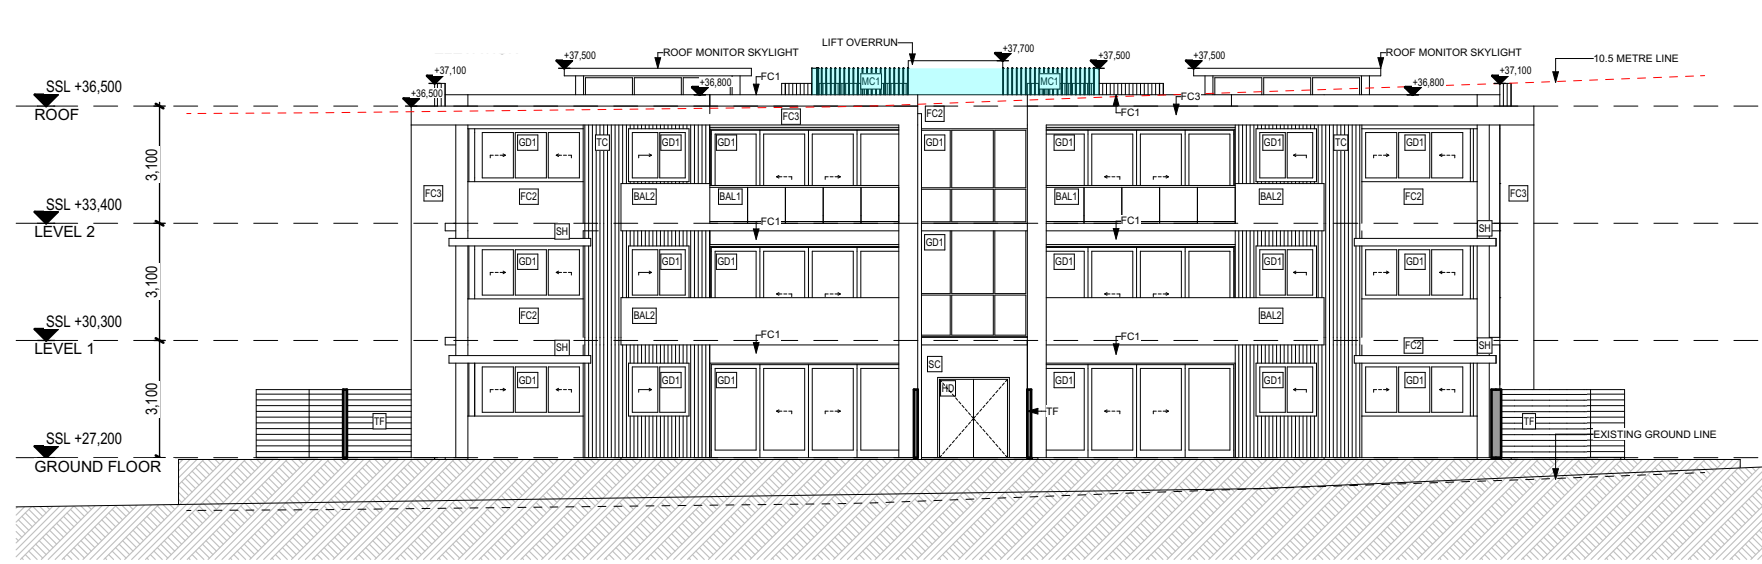 LIFT OVERRUN
+37,700
+37,500
ROOF MONITOR SKYLIGHT
+37,500
+37,500
ROOF MONITOR SKYLIGHT
10.5 METRE LINE
+37,100
FC1
MC1
MC1
+37,100
SSL +36,500
+36,800
+36,800
+36,500
FC3
ROOF
FC3
FC2
FC1
GD1
TC
GD1
GD1
GD1
GD1
GD1
TC
GD1
3,100
FC3
FC2
BAL2
BAL1
BAL1
BAL2
FC2
FC3
SSL +33,400
FC1
FC1
LEVEL 2
SH
SH
GD1
GD1
GD1
GD1
GD1
GD1
GD1
3,100
FC2
BAL2
BAL2
SSL +30,300
FC1
FC1
LEVEL 1
SH
FC2
SH
SC
GD1
GD1
GD1
GD1
GD1
GD1
HD
3,100
TF
TF
TF
SSL +27,200
EXISTING GROUND LINE
GROUND FLOOR